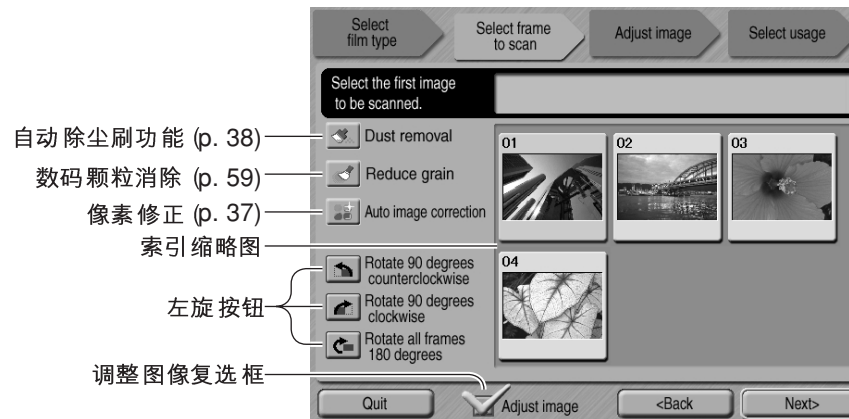 Select
film type
Select frame
to scan
Adjust image
Select usage
Select the first image
to be scanned.
自动除尘刷功能 (p. 38)
Dust removal
数码颗粒消除 (p. 59)
Reduce grain
像素修正 (p. 37)
Auto image correction
索引缩略图
01
02
03
04
左旋按钮
Rotate 90 degrees
counterclockwise
Rotate 90 degrees
clockwise
Rotate all frames
180 degrees
调整图像复选框
Quit
Adjust image
<Back
Next>